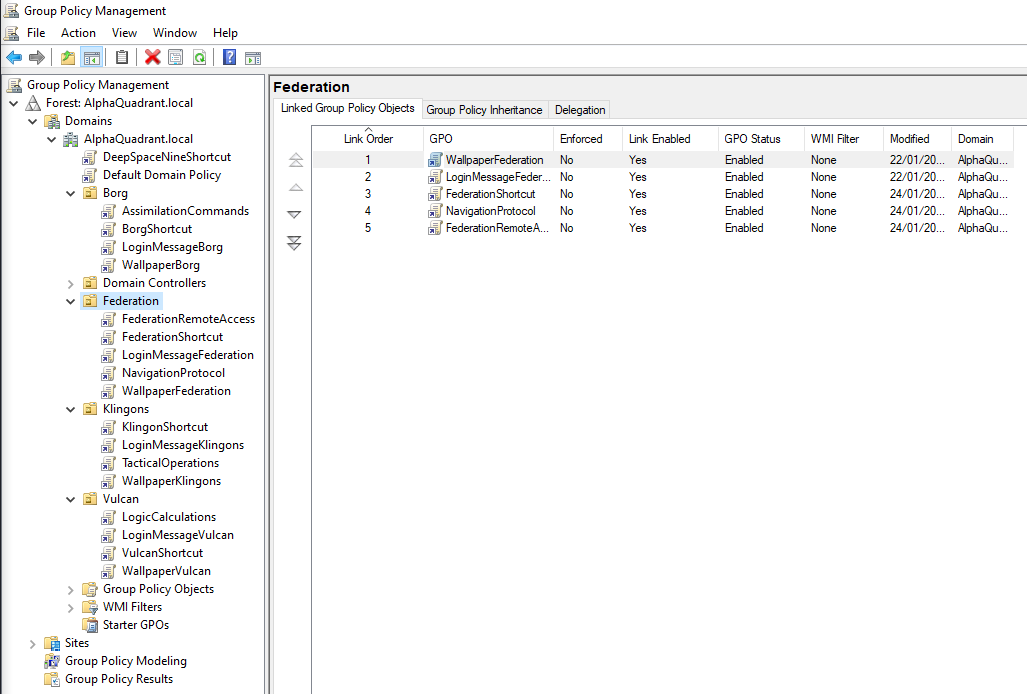 Group Policy Management
File Action View Window Help
Group Policy Management
Forest: AlphaQuadrant.local
Domains
AlphaQuadrant.local
DeepSpaceNineShortcut
Default Domain Policy
Borg
AssimilationCommands
BorgShortcut
LoginMessageBorg
WallpaperBorg
Domain Controllers
Federation
FederationRemoteAccess
FederationShortcut
LoginMessageFederation
NavigationProtocol
WallpaperFederation
Klingons
KlingonShortcut
LoginMessageKlingons
TacticalOperations
WallpaperKlingons
Vulcan
LogicCalculations
LoginMessageVulcan
VulcanShortcut
WallpaperVulcan
Group Policy Objects
WMI Filters
Starter GPOs
Sites
Group Policy Modeling
Group Policy Results
Federation
Linked Group Policy Objects Group Policy Inheritance Delegation
Link Order GPO Enforced Link Enabled GPO Status WMI Filter Modified Domain
1 WallpaperFederation No Yes Enabled None 22/01/20... AlphaQu...
2 LoginMessageFeder... No Yes Enabled None 22/01/20... AlphaQu...
3 FederationShortcut No Yes Enabled None 24/01/20... AlphaQu...
4 NavigationProtocol No Yes Enabled None 24/01/20... AlphaQu...
5 FederationRemoteA... No Yes Enabled None 24/01/20... AlphaQu...